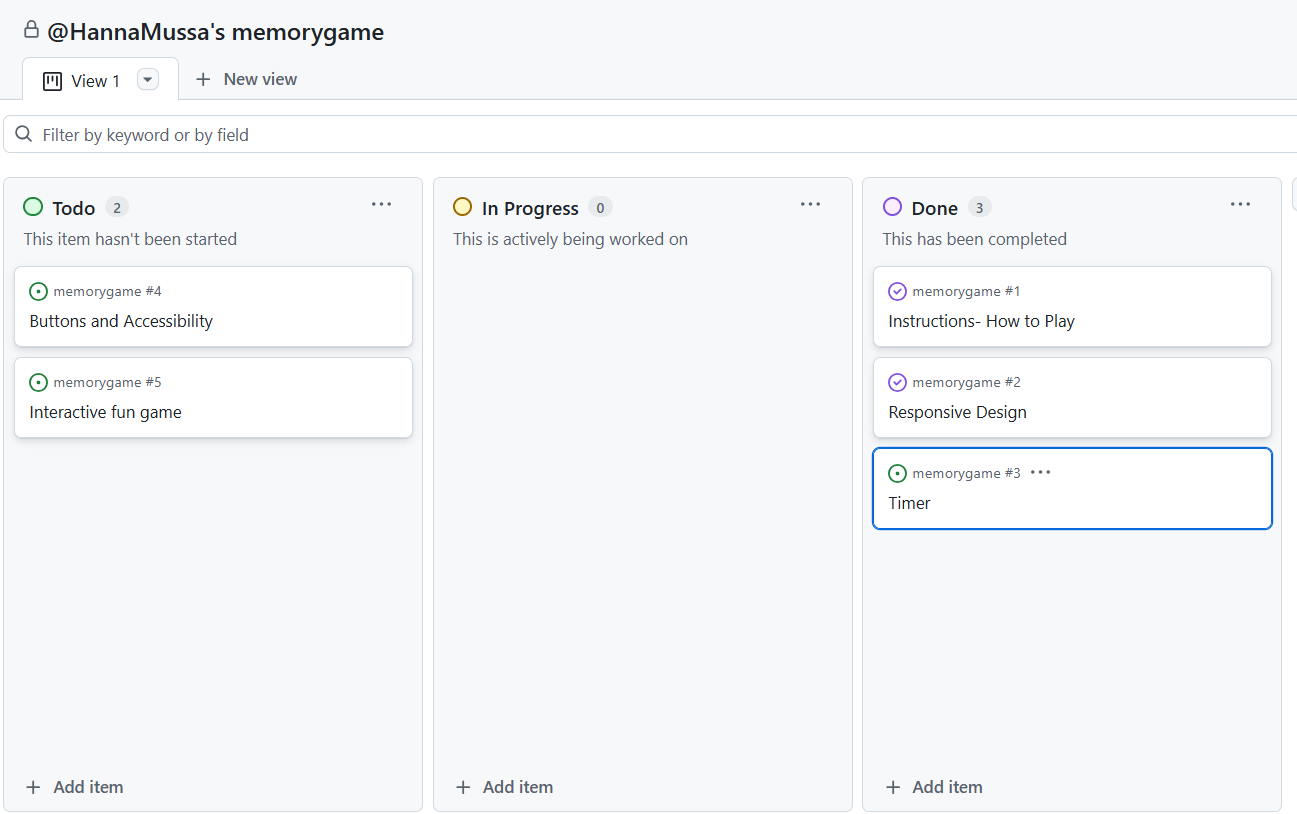 @HannaMussa's memorygame
View 1
New view
Filter by keyword or by field
Todo 2
This item hasn't been started
memorygame #4
Buttons and Accessibility
memorygame #5
Interactive fun game
Add item
In Progress 0
This is actively being worked on
Add item
Done 3
This has been completed
memorygame #1
Instructions- How to Play
memorygame #2
Responsive Design
memorygame #3
Timer
Add item